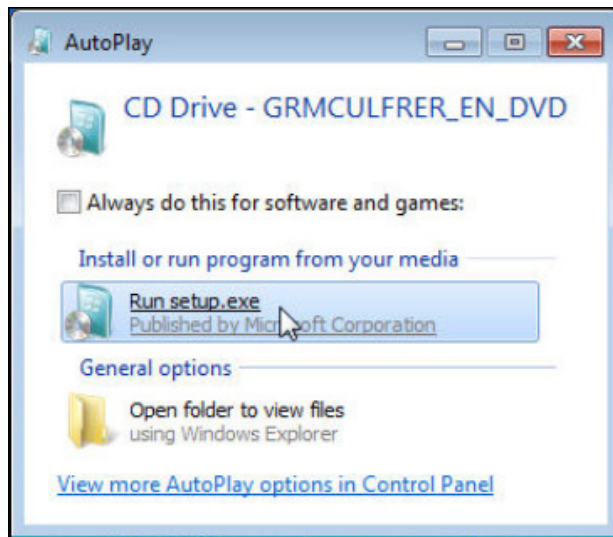 AutoPlay
CD Drive - GRMCULFRER_EN_DVD
Always do this for software and games:
Install or run program from your media
Run setup.exe
Published by Microsoft Corporation
General options
Open folder to view files
using Windows Explorer
View more AutoPlay options in Control Panel